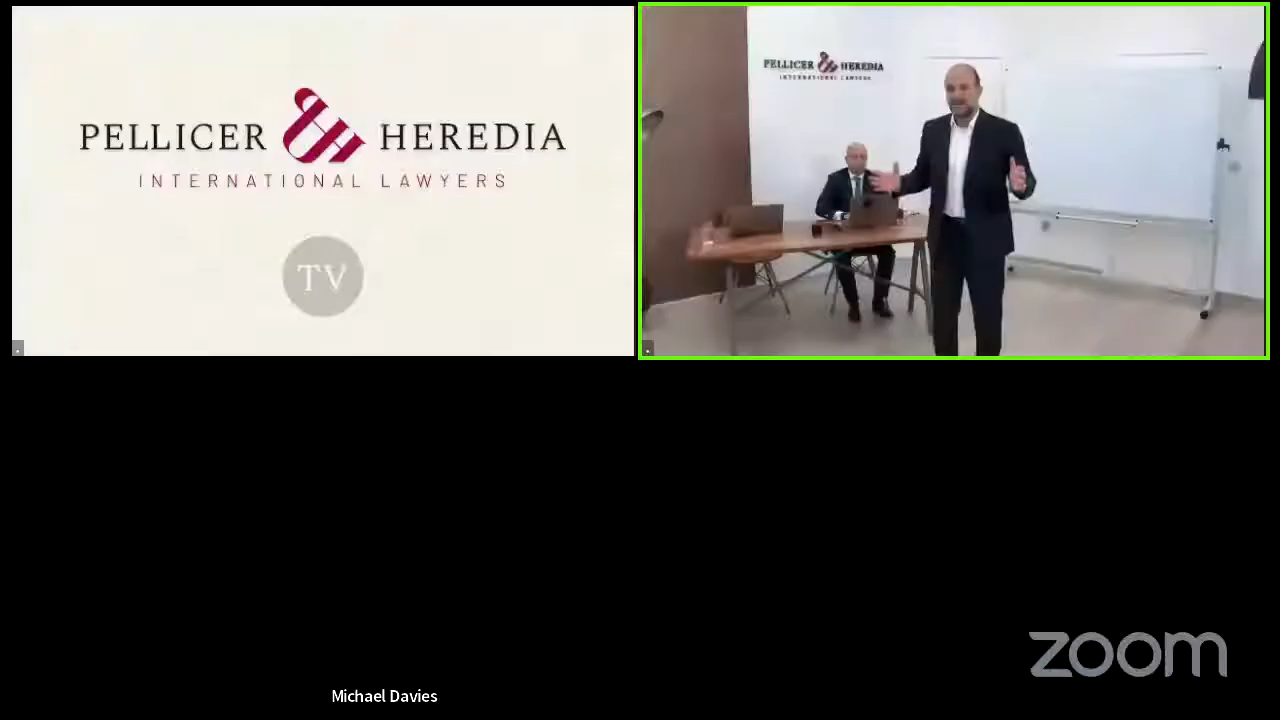 PELLICER & HEREDIA
INTERNATIONAL LAWYERS
TV
PELLICER & HEREDIA
INTERNATIONAL LAWYERS
zoom
Michael Davies